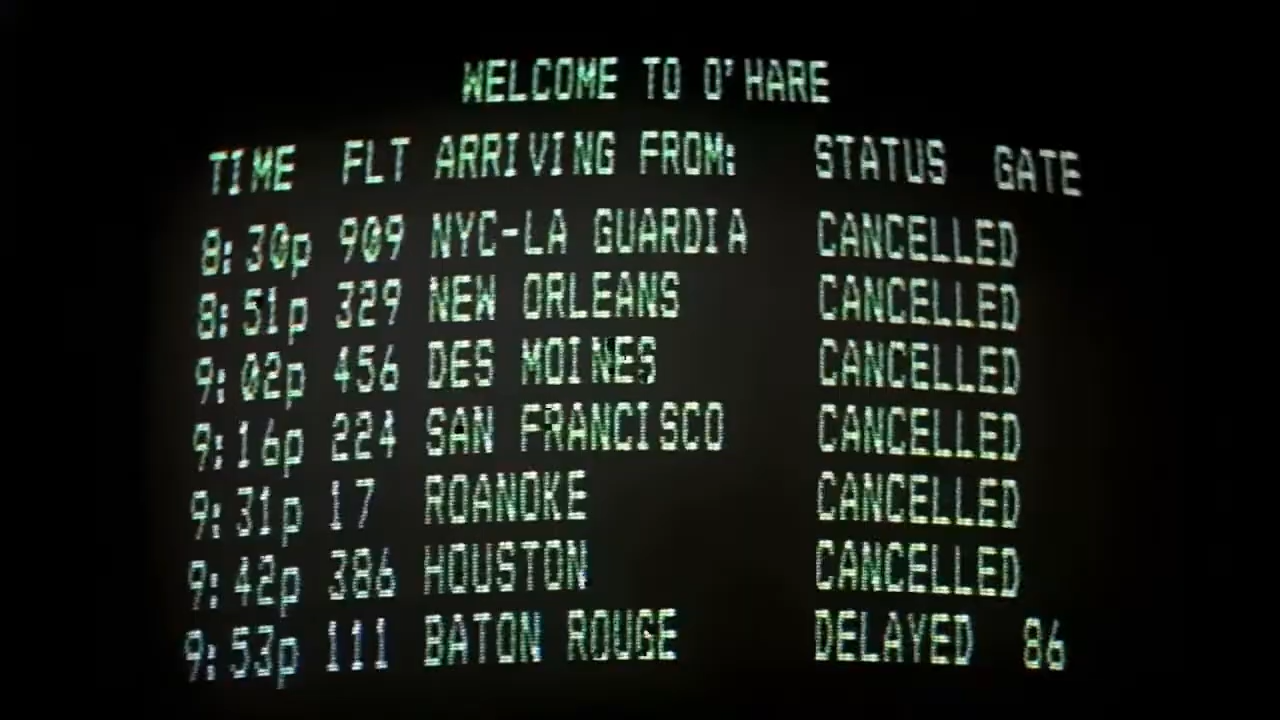 WELCOME TO O'HARE
TIME FLT ARRIVING FROM: STATUS GATE
8:30p 909 NYC-LA GUARDIA CANCELLED
8:51p 329 NEW ORLEANS CANCELLED
9:02p 456 DES MOINES CANCELLED
9:16p 224 SAN FRANCISCO CANCELLED
9:31p 17 ROANOKE CANCELLED
9:42p 386 HOUSTON CANCELLED
9:53p 111 BATON ROUGE DELAYED 86